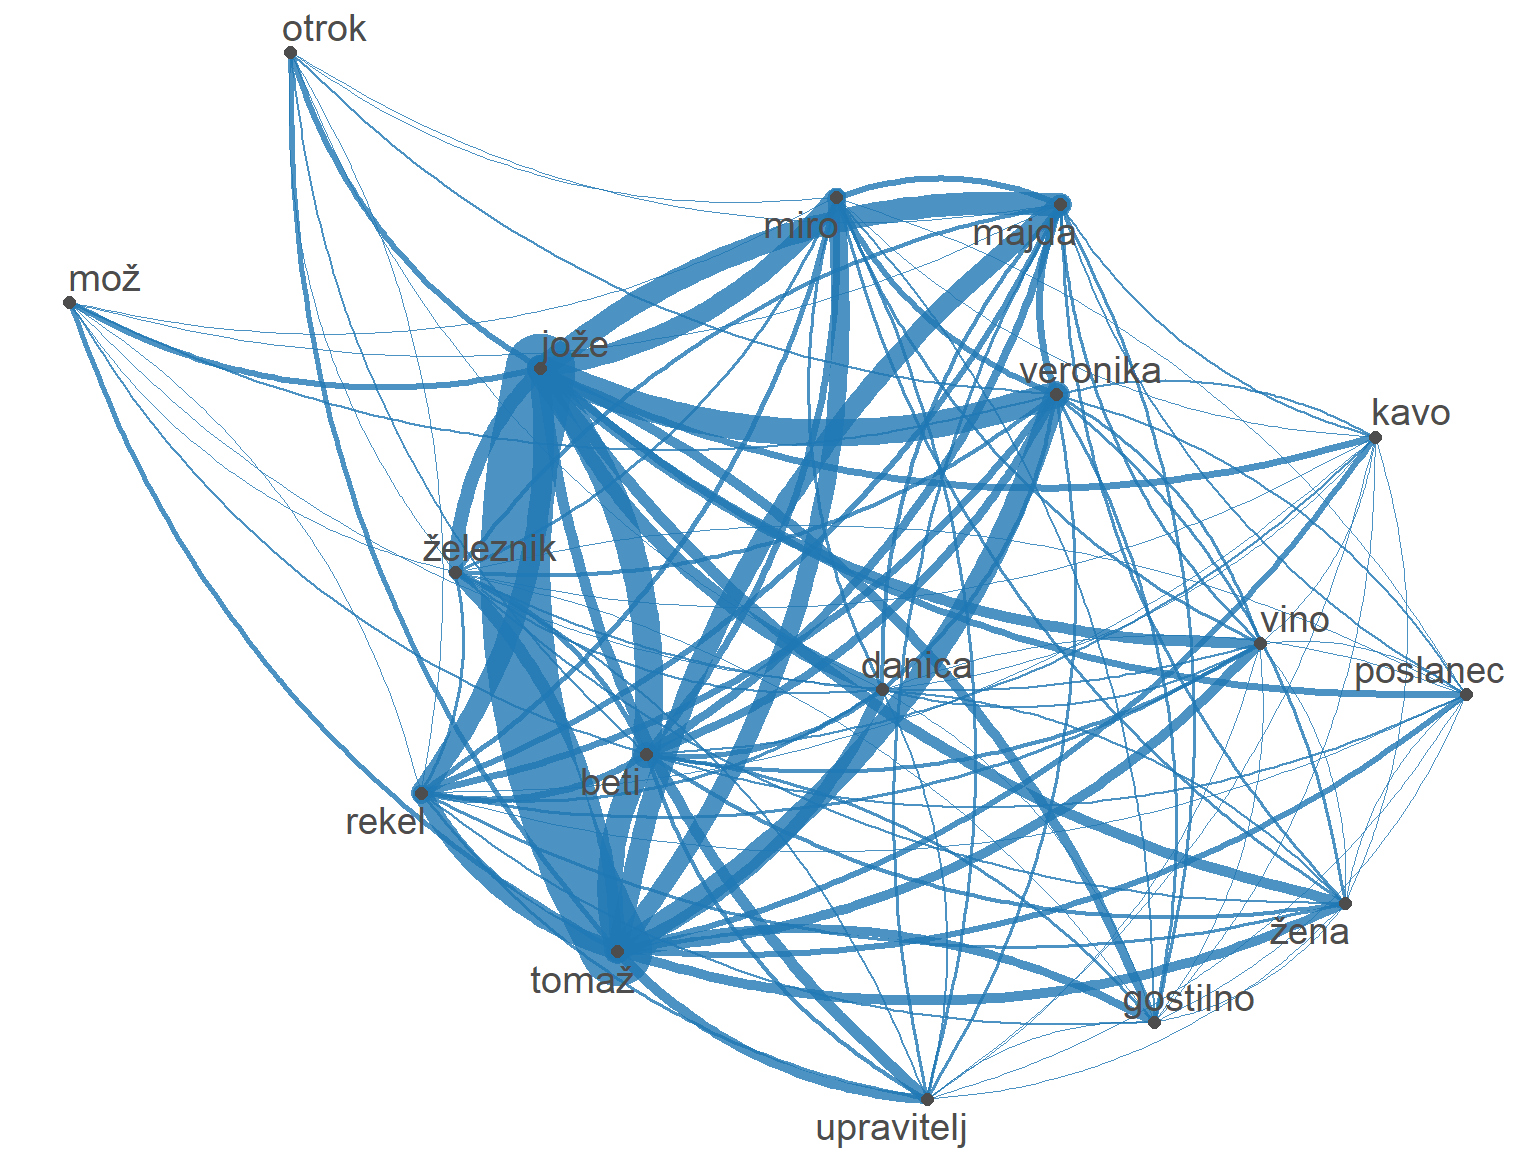 otrok
miro
majda
mož
jože
veronika
kavo
železnik
vino
danica
poslanec
beti
rekel
žena
tomaž
gostilno
upravitelj